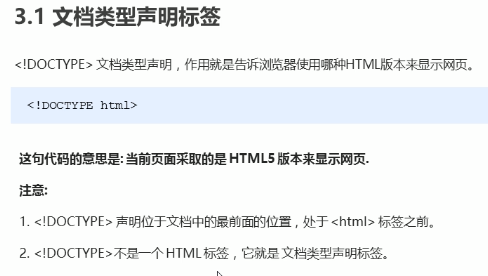 3.1 文档类型声明标签
<!DOCTYPE> 文档类型声明，作用就是告诉浏览器使用哪种HTML版本来显示网页。
<!DOCTYPE html>
这句代码的意思是: 当前页面采取的是 HTML5 版本来显示网页.
注意:
1. <!DOCTYPE> 声明位于文档中的最前面的位置，处于 <html> 标签之前。
2. <!DOCTYPE>不是一个 HTML 标签，它就是 文档类型声明标签。